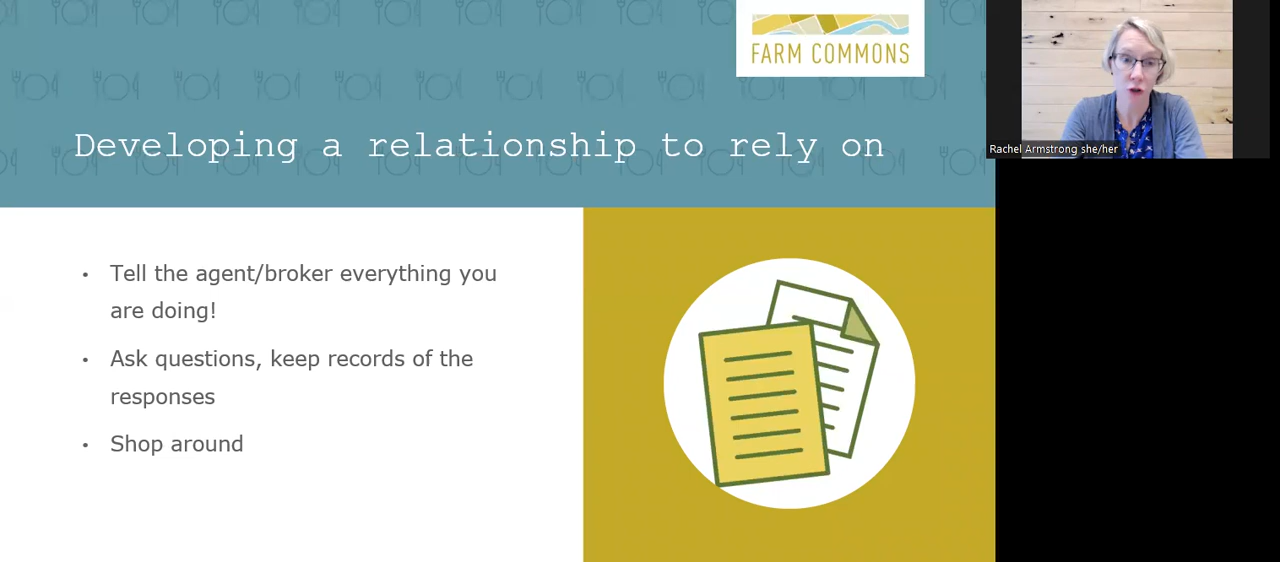 FARM COMMONS
Developing a relationship to rely on
• Tell the agent/broker everything you
are doing!
• Ask questions, keep records of the
responses
• Shop around
Rachel Armstrong she/her